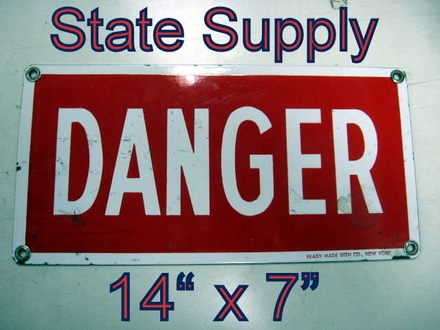 State Supply
DANGER
READY MADE SIGN CO., NEW YORK
14“ x 7”